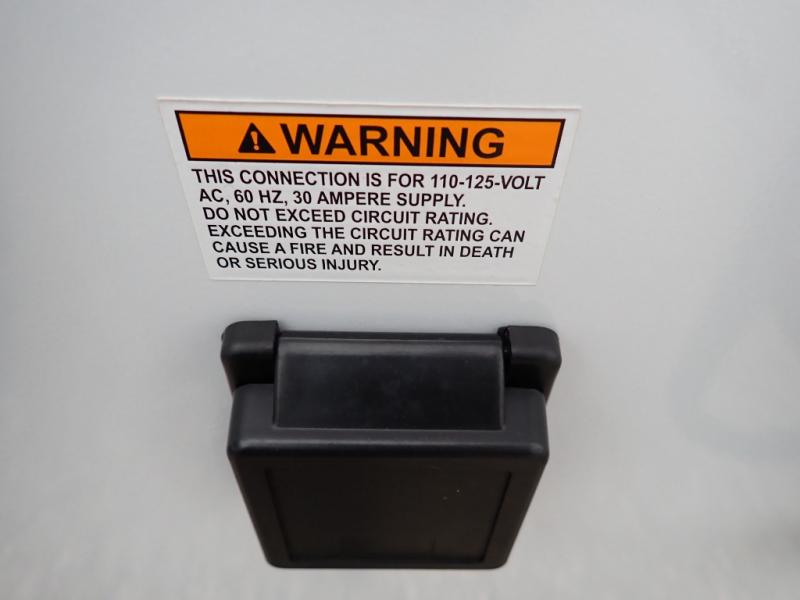 WARNING
THIS CONNECTION IS FOR 110-125-VOLT
AC, 60 HZ, 30 AMPERE SUPPLY.
DO NOT EXCEED CIRCUIT RATING.
EXCEEDING THE CIRCUIT RATING CAN
CAUSE A FIRE AND RESULT IN DEATH
OR SERIOUS INJURY.